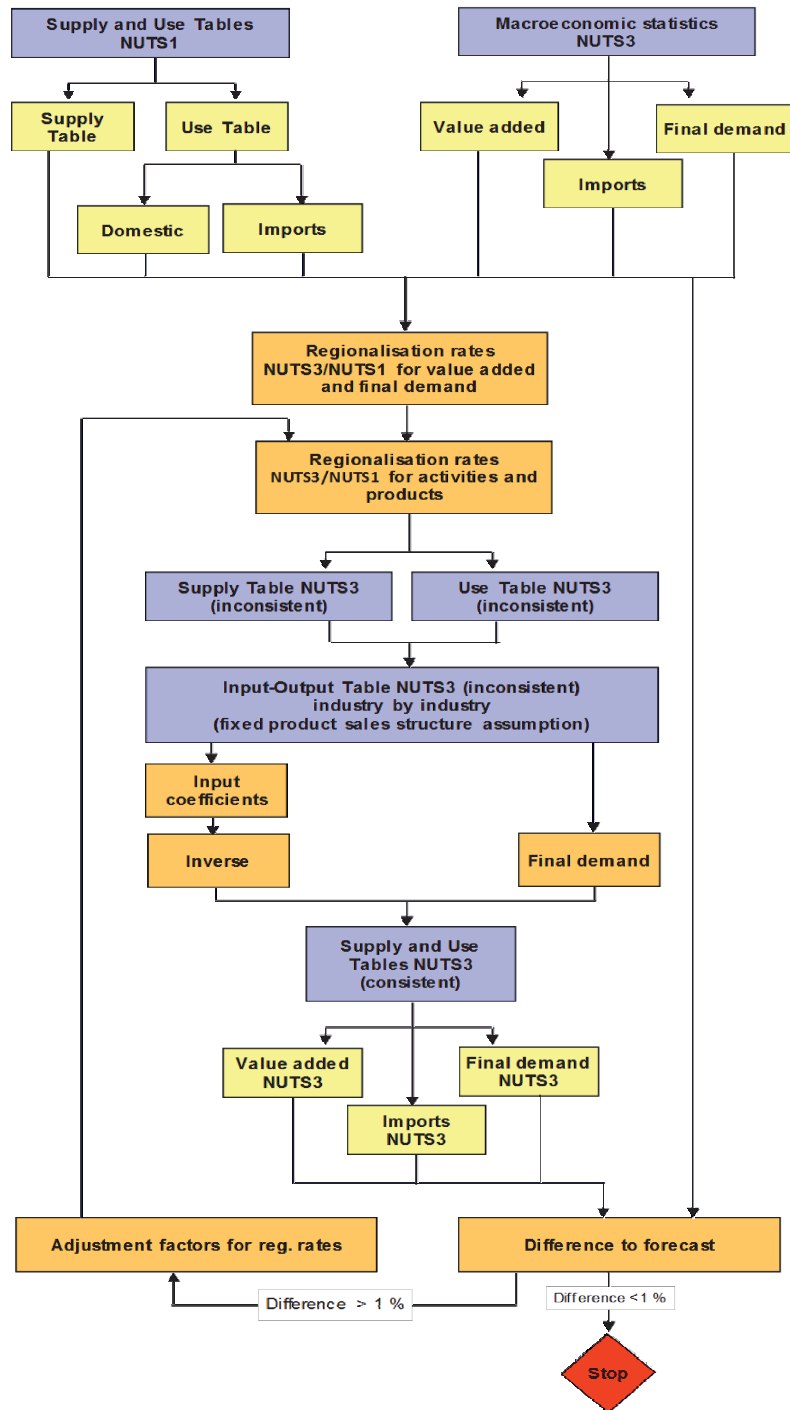 Supply and Use Tables
NUTS1
Macroeconomic statistics
NUTS3
Supply
Table
Use Table
Value added
Final demand
Imports
Domestic
Imports
Regionalisation rates
NUTS3/NUTS1 for value added
and final demand
Regionalisation rates
NUTS3/NUTS1 for activities and
products
Supply Table NUTS3
(inconsistent)
Use Table NUTS3
(inconsistent)
Input-Output Table NUTS3 (inconsistent)
industry by industry
(fixed product sales structure assumption)
Input
coefficients
Inverse
Final demand
Supply and Use
Tables NUTS3
(consistent)
Value added
NUTS3
Final demand
NUTS3
Imports
NUTS3
Adjustment factors for reg. rates
Difference to forecast
Difference > 1 %
Difference <1 %
Stop